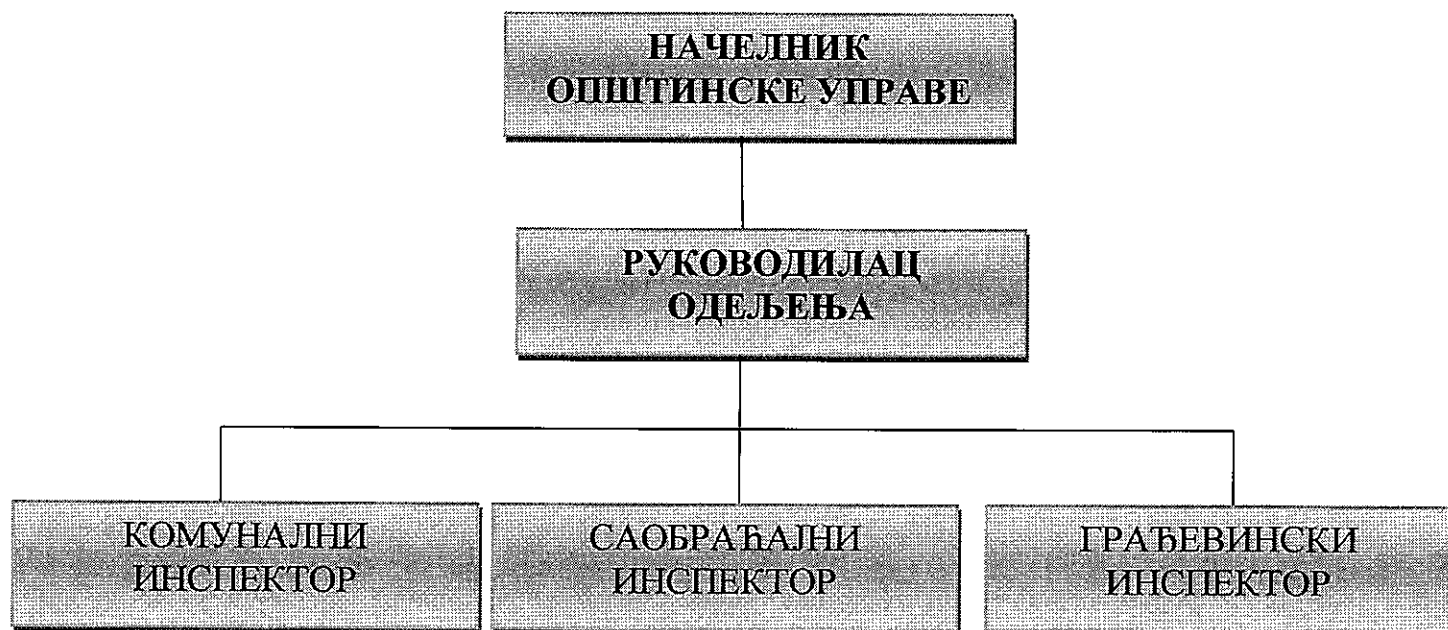 НАЧЕЛНИК
ОПШТИНСКЕ УПРАВЕ
РУКОВОДИЛАЦ
ОДЕЉЕЊА
КОМУНАЛНИ
ИНСПЕКТОР
САОБРАЋАЈНИ
ИНСПЕКТОР
ГРАЂЕВИНСКИ
ИНСПЕКТОР